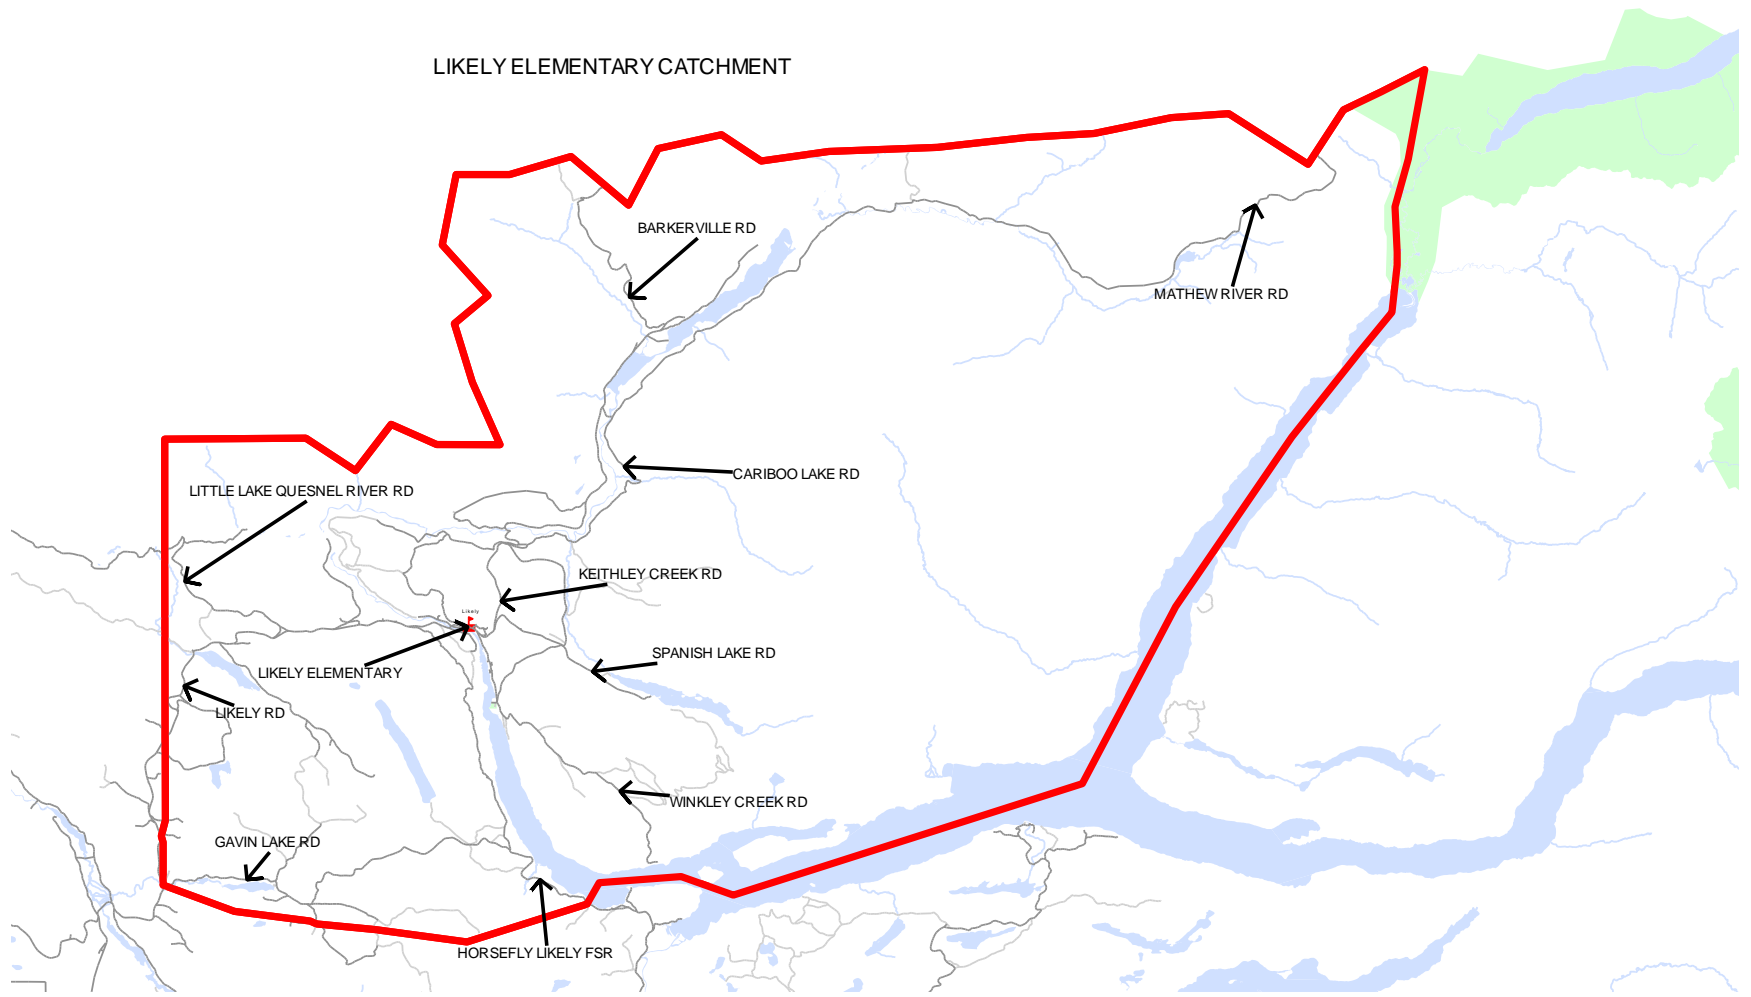 LIKELY ELEMENTARY CATCHMENT
BARKERVILLE RD
MATHEW RIVER RD
CARIBOO LAKE RD
LITTLE LAKE QUESNEL RIVER RD
KEITHLEY CREEK RD
Likely
SPANISH LAKE RD
LIKELY ELEMENTARY
LIKELY RD
WINKLEY CREEK RD
GAVIN LAKE RD
HORSEFLY LIKELY FSR